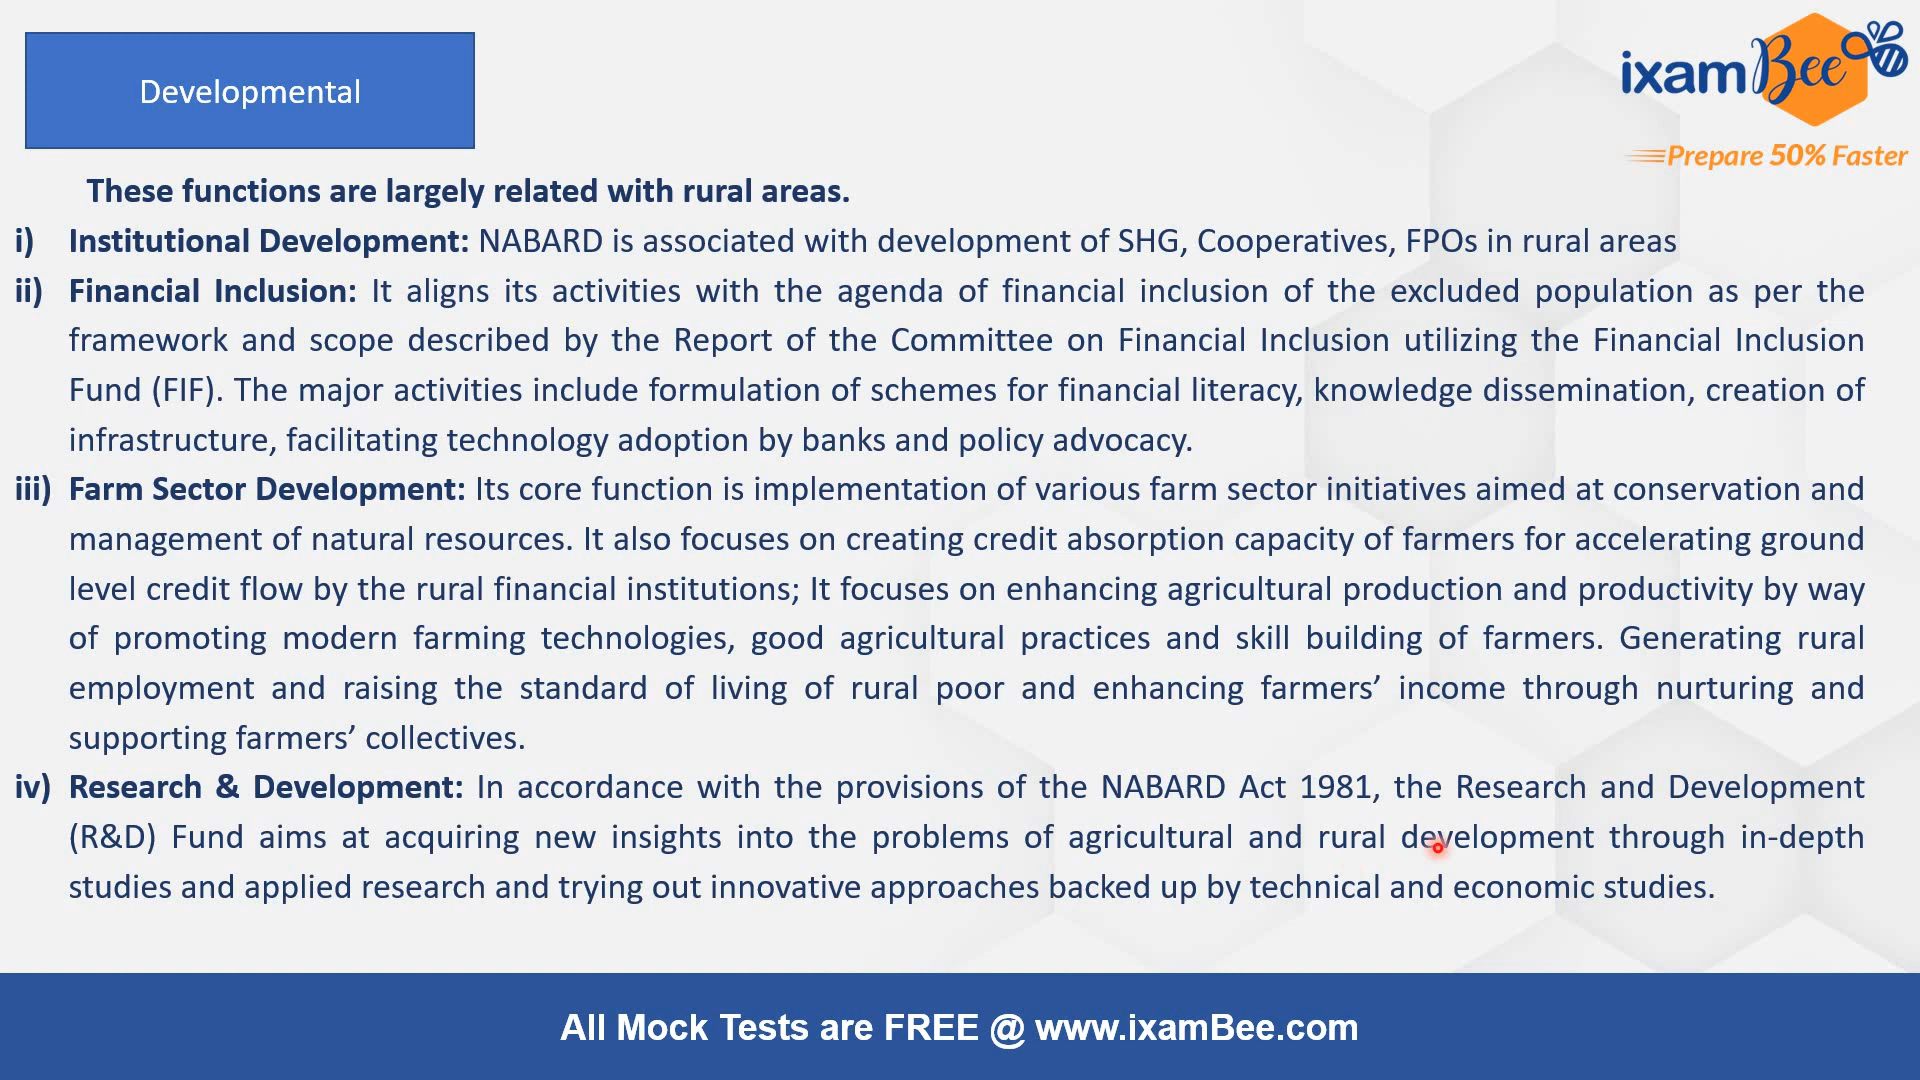 Developmental
ixamBee
Prepare 50% Faster
These functions are largely related with rural areas.
i) Institutional Development: NABARD is associated with development of SHG, Cooperatives, FPOs in rural areas
ii) Financial Inclusion: It aligns its activities with the agenda of financial inclusion of the excluded population as per the
framework and scope described by the Report of the Committee on Financial Inclusion utilizing the Financial Inclusion
Fund (FIF). The major activities include formulation of schemes for financial literacy, knowledge dissemination, creation of
infrastructure, facilitating technology adoption by banks and policy advocacy.
iii) Farm Sector Development: Its core function is implementation of various farm sector initiatives aimed at conservation and
management of natural resources. It also focuses on creating credit absorption capacity of farmers for accelerating ground
level credit flow by the rural financial institutions; It focuses on enhancing agricultural production and productivity by way
of promoting modern farming technologies, good agricultural practices and skill building of farmers. Generating rural
employment and raising the standard of living of rural poor and enhancing farmers’ income through nurturing and
supporting farmers’ collectives.
iv) Research & Development: In accordance with the provisions of the NABARD Act 1981, the Research and Development
(R&D) Fund aims at acquiring new insights into the problems of agricultural and rural development through in-depth
studies and applied research and trying out innovative approaches backed up by technical and economic studies.
All Mock Tests are FREE @ www.ixamBee.com